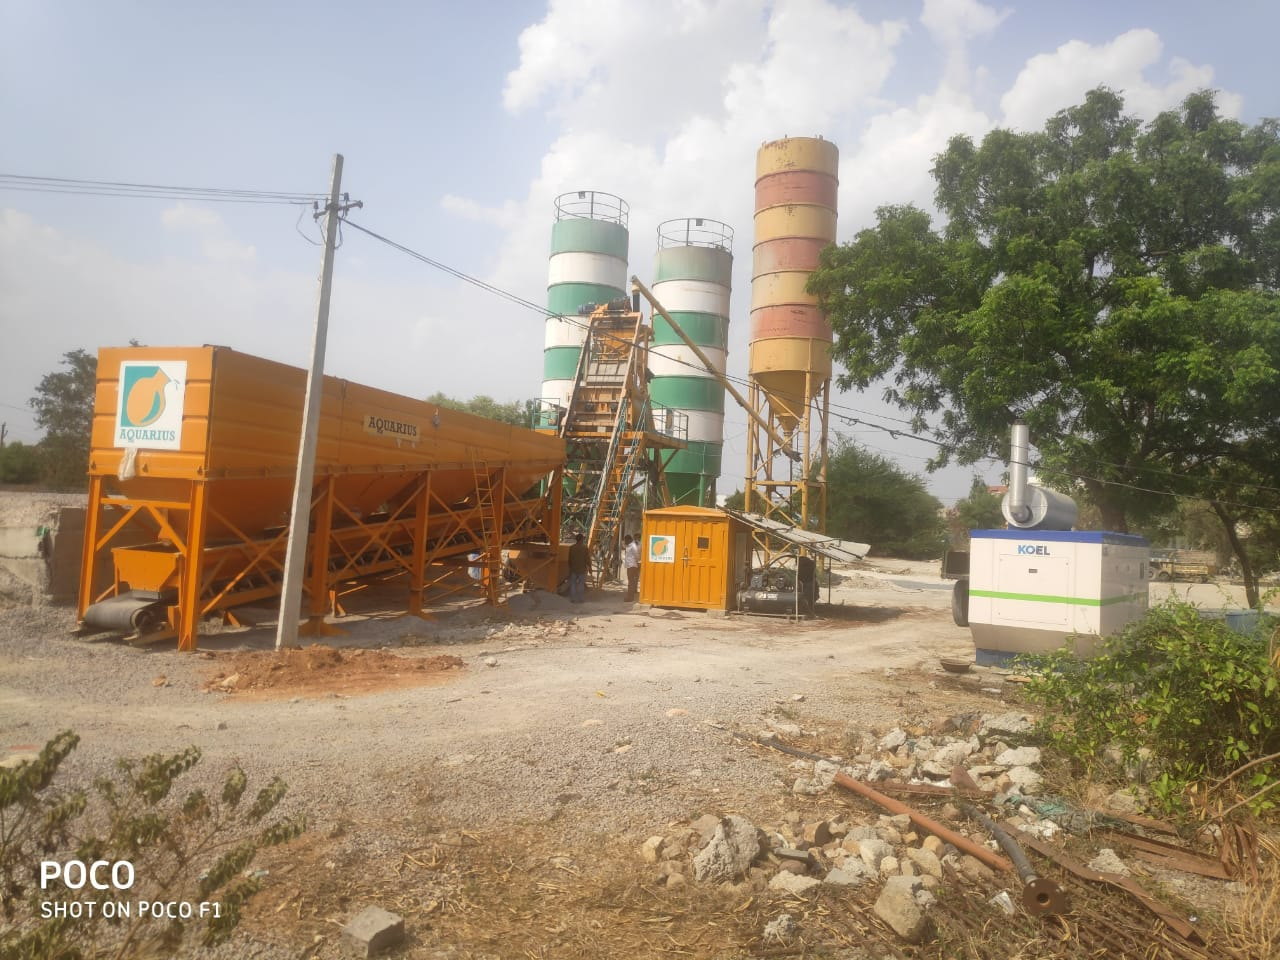 AQUARIUS
AQUARIUS
KOEL
POCO
SHOT ON POCO F1